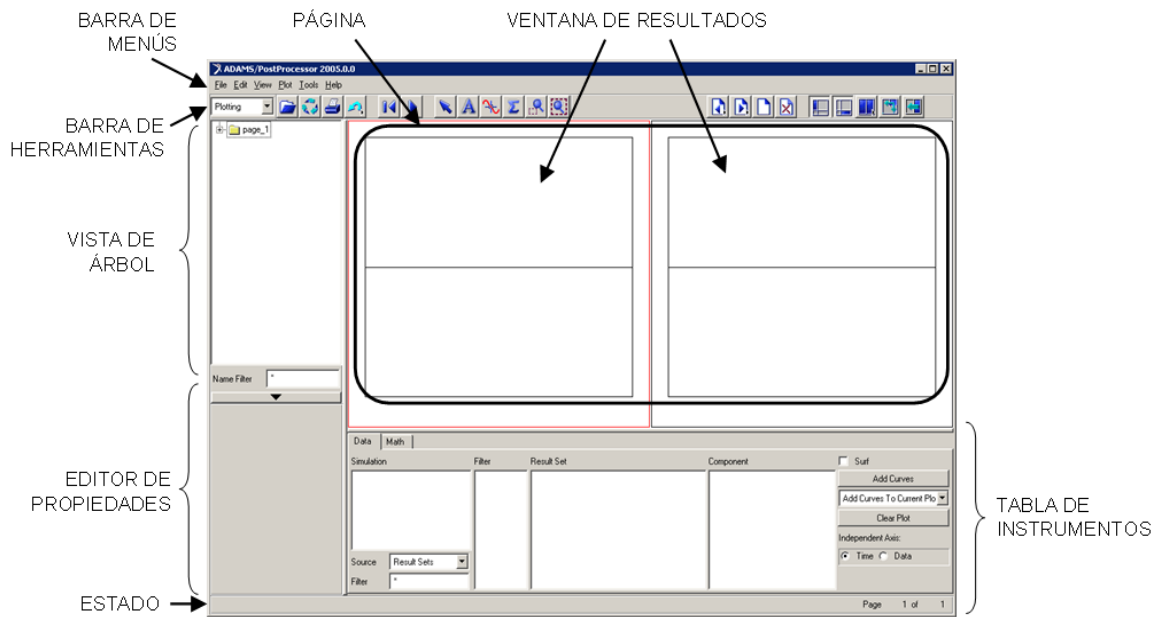 BARRA DE
MENÚS
PÁGINA
VENTANA DE RESULTADOS
ADAMS/PostProcessor 2005.0.0
File Edit View Plot Tools Help
Plotting
BARRA DE
HERRAMIENTAS
page_1
VISTA DE
ÁRBOL
Name Filter *
EDITOR DE
PROPIEDADES
Data Math
Simulation Filter Result Set Component Surf
Add Curves
Add Curves To Current Plo
Clear Plot
Independent Axis:
Time Data
Source Result Sets
Filter *
TABLA DE
INSTRUMENTOS
ESTADO
Page 1 of 1